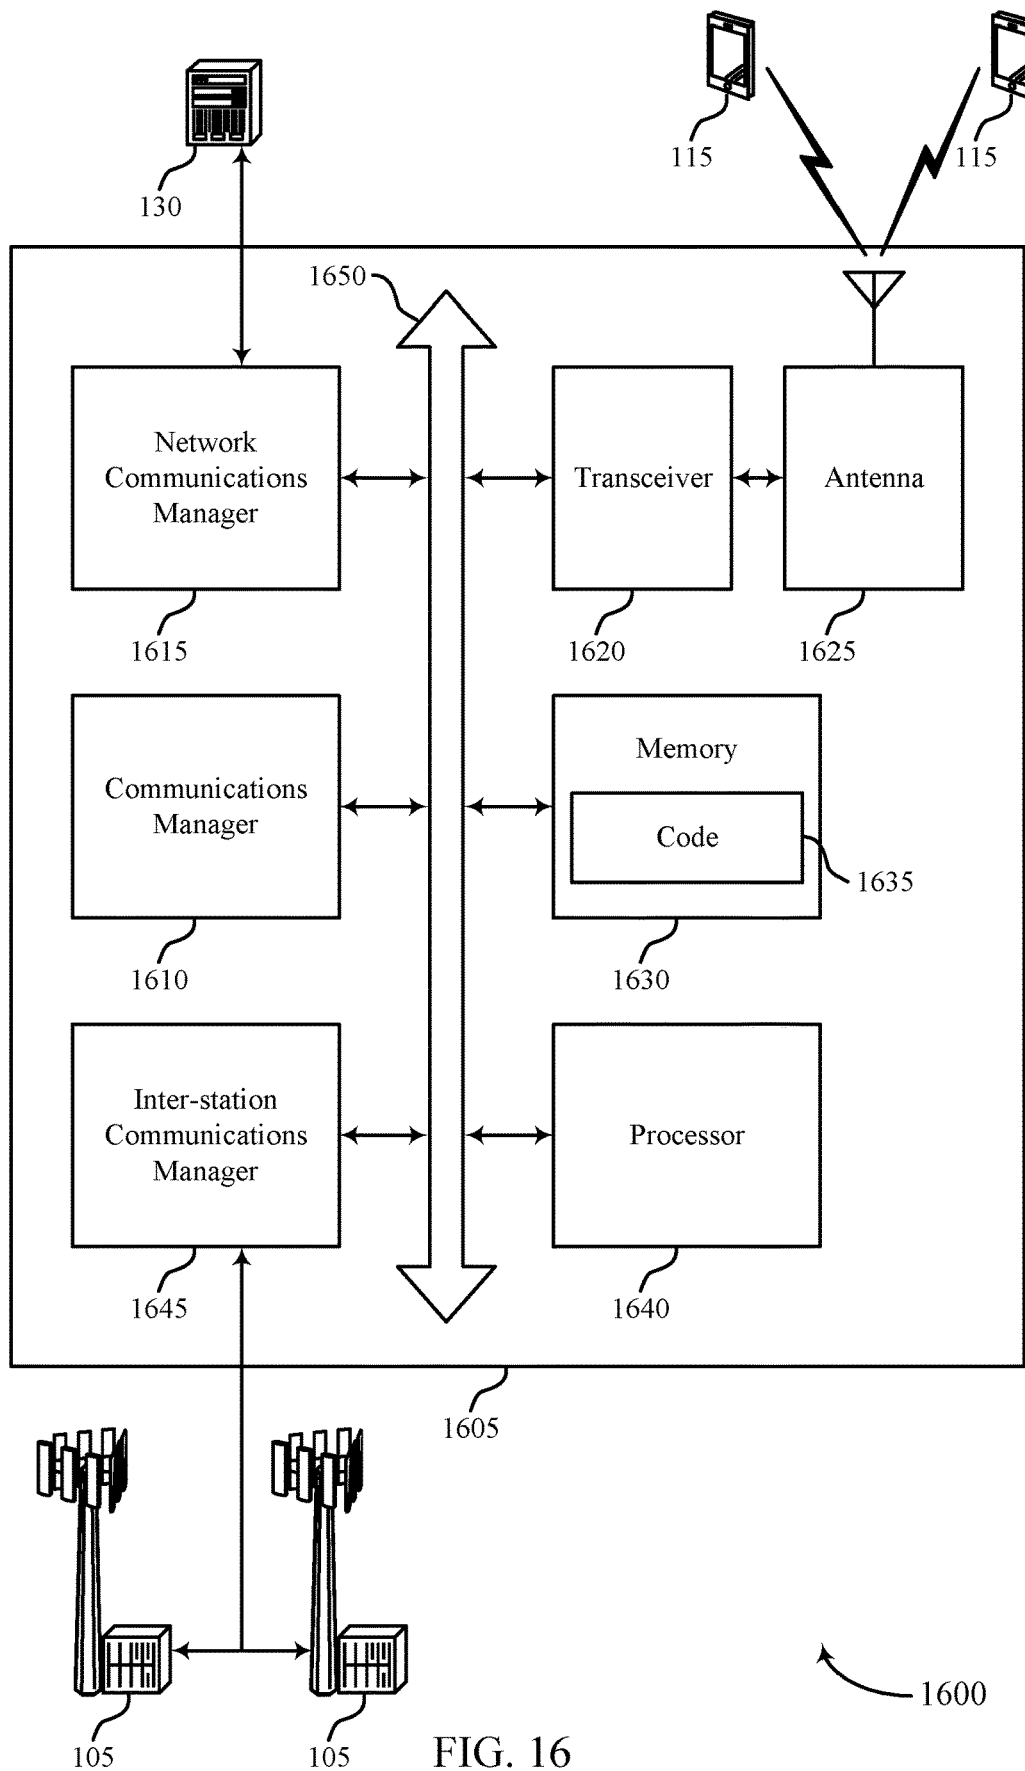 130
115
115
1650
Network
Communications
Manager
Transceiver
Antenna
1615
1620
1625
Communications
Manager
Memory
Code
1635
1610
1630
Inter-station
Communications
Manager
Processor
1645
1640
1605
105
105
1600
FIG. 16